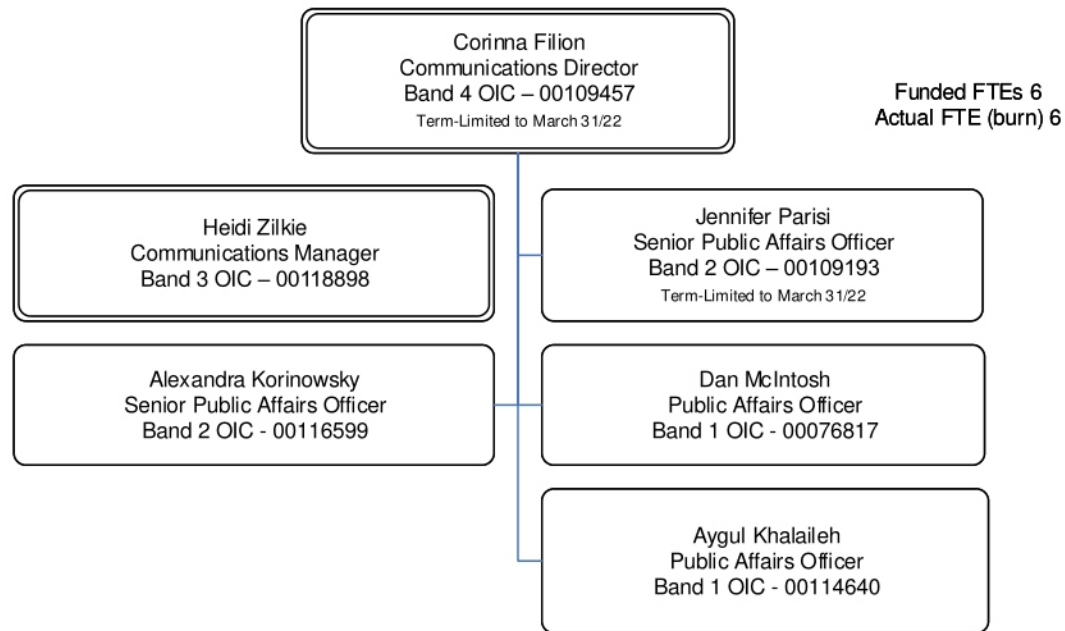 Corinna Filion
Communications Director
Band 4 OIC – 00109457
Term-Limited to March 31/22
Funded FTEs 6
Actual FTE (burn) 6
Heidi Zilkie
Communications Manager
Band 3 OIC – 00118898
Jennifer Parisi
Senior Public Affairs Officer
Band 2 OIC – 00109193
Term-Limited to March 31/22
Alexandra Korinowsky
Senior Public Affairs Officer
Band 2 OIC - 00116599
Dan McIntosh
Public Affairs Officer
Band 1 OIC - 00076817
Aygul Khalaileh
Public Affairs Officer
Band 1 OIC - 00114640